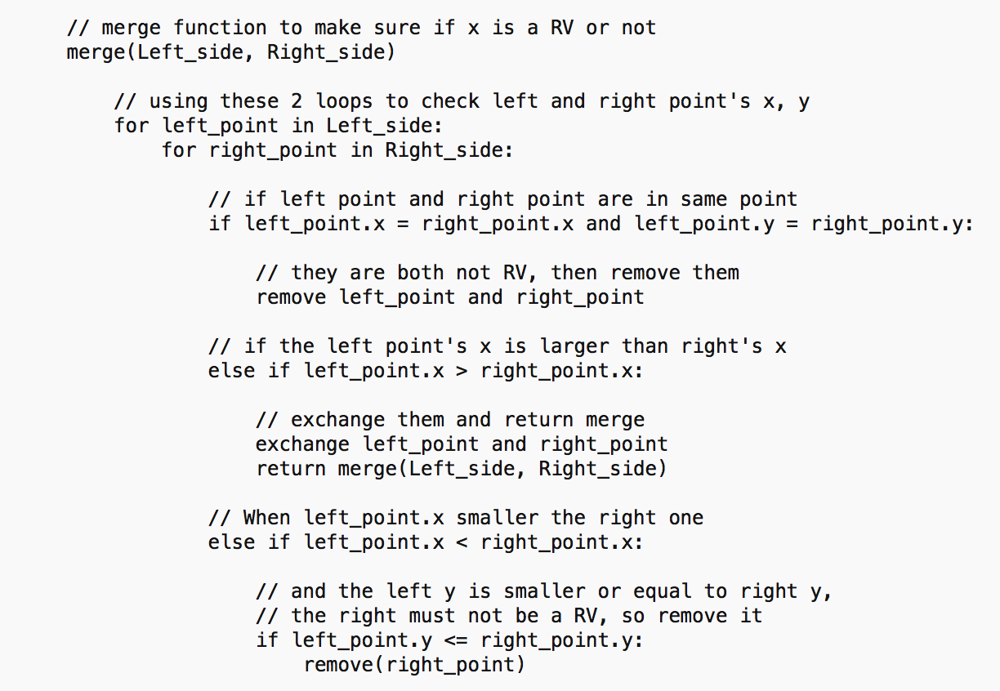 // merge function to make sure if x is a RV or not
merge(Left_side, Right_side)
// using these 2 loops to check left and right point's x, y
for left_point in Left_side:
for right_point in Right_side:
// if left point and right point are in same point
if left_point.x = right_point.x and left_point.y = right_point.y:
// they are both not RV, then remove them
remove left_point and right_point
// if the left point's x is larger than right's x
else if left_point.x > right_point.x:
// exchange them and return merge
exchange left_point and right_point
return merge(Left_side, Right_side)
// When left_point.x smaller the right one
else if left_point.x < right_point.x:
// and the left y is smaller or equal to right y,
// the right must not be a RV, so remove it
if left_point.y <= right_point.y:
remove(right_point)